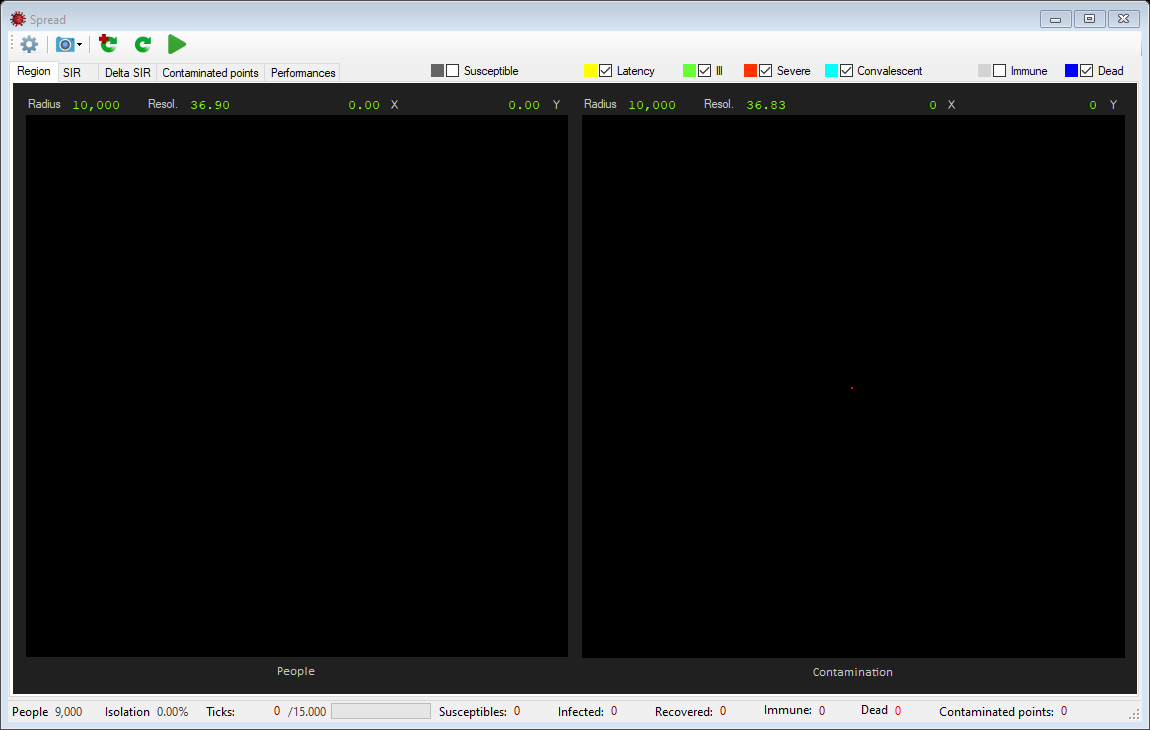 Spread
Region SIR Delta SIR Contaminated points Performances
Susceptible Latency Ill Severe Convalescent Immune Dead
Radius 10,000 Resol. 36.90 0.00 X 0.00 Y
Radius 10,000 Resol. 36.83 0 X 0 Y
People
Contamination
People 9,000 Isolation 0.00% Ticks: 0 /15.000 Susceptibles: 0 Infected: 0 Recovered: 0 Immune: 0 Dead 0 Contaminated points: 0